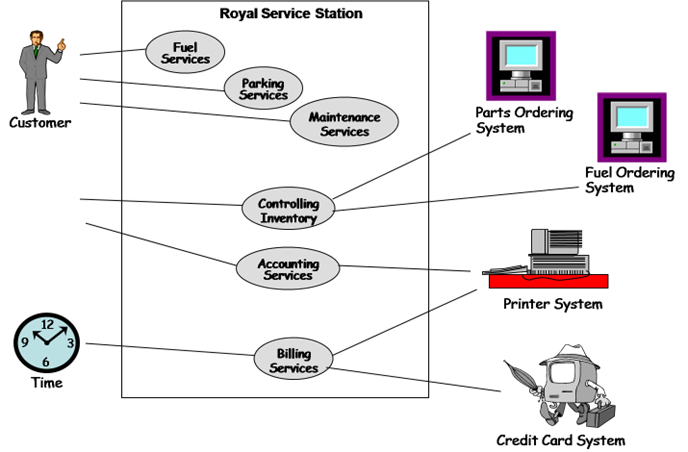 Royal Service Station
Fuel
Services
Parking
Services
Maintenance
Services
Customer
Parts Ordering
System
Fuel Ordering
System
Controlling
Inventory
Accounting
Services
Printer System
12
9
3
6
Time
Billing
Services
Credit Card System